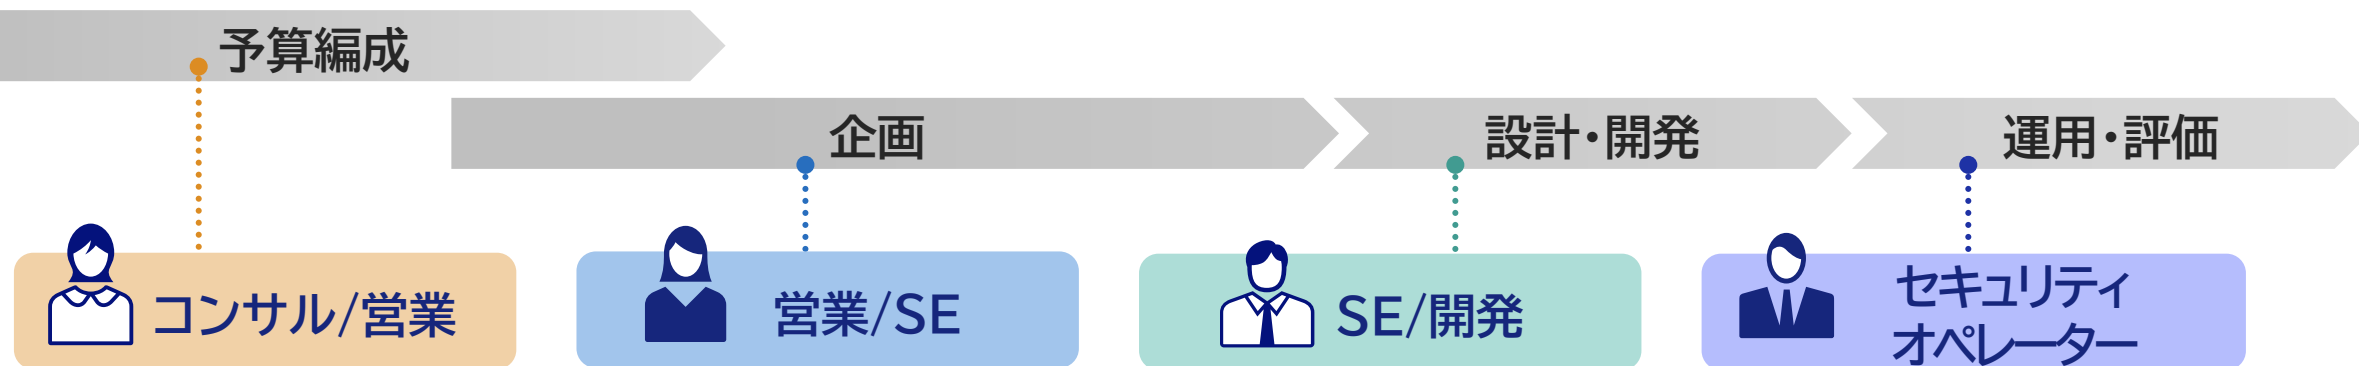 予算編成
企画
設計・開発
運用・評価
コンサル/営業
営業/SE
SE/開発
セキュリティ
オペレーター